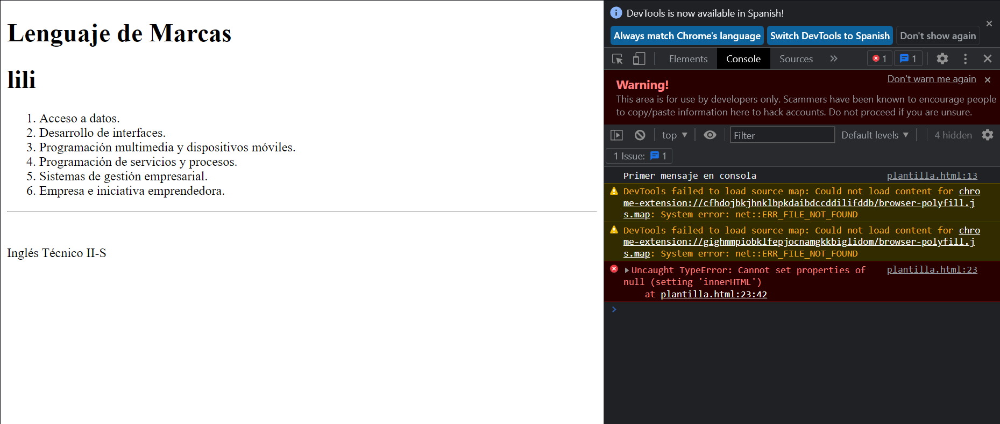 Lenguaje de Marcas
lili
1. Acceso a datos.
2. Desarrollo de interfaces.
3. Programación multimedia y dispositivos móviles.
4. Programación de servicios y procesos.
5. Sistemas de gestión empresarial.
6. Empresa e iniciativa emprendedora.
Inglés Técnico II-S
DevTools is now available in Spanish!
Always match Chrome's language Switch DevTools to Spanish Don't show again
Elements Console Sources 1 1
Warning! Don't warn me again
This area is for use by developers only. Scammers have been known to encourage people
to copy/paste information here to hack accounts. Do not proceed if you are unsure.
top Filter Default levels 4 hidden
1 Issue: 1
Primer mensaje en consola plantilla.html:13
DevTools failed to load source map: Could not load content for chro
me-extension://cfhdojbkjhnklbpkdaibdccddilifddb/browser-polyfill.j
s.map: System error: net::ERR_FILE_NOT_FOUND
DevTools failed to load source map: Could not load content for chro
me-extension://gighmmpiobklfepjocnamgkkbiglidom/browser-polyfill.j
s.map: System error: net::ERR_FILE_NOT_FOUND
Uncaught TypeError: Cannot set properties of plantilla.html:23
null (setting 'innerHTML')
at plantilla.html:23:42